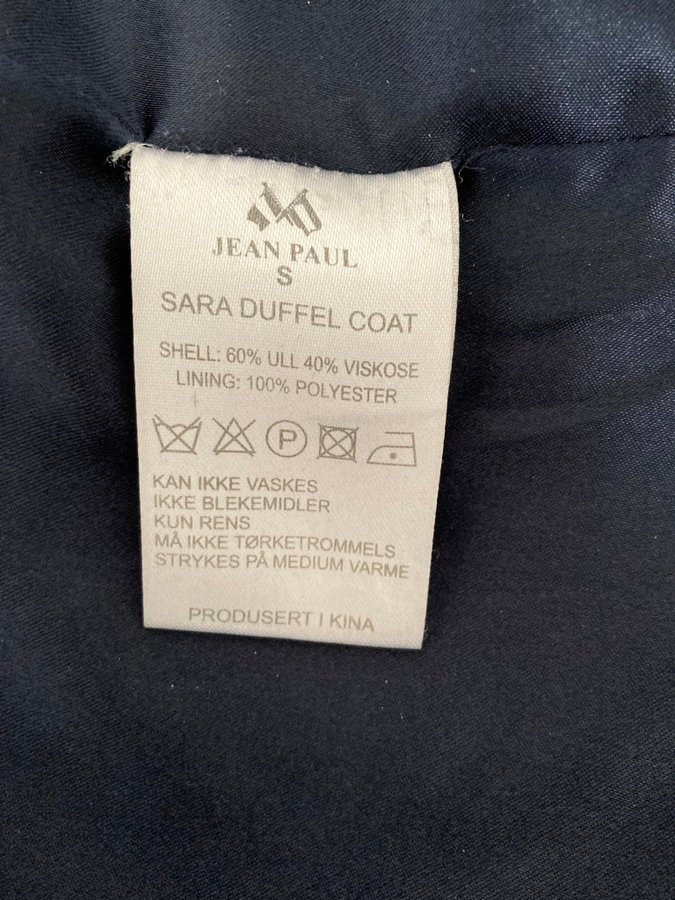 JEAN PAUL
S
SARA DUFFEL COAT
SHELL: 60% ULL 40% VISKOSE
LINING: 100% POLYESTER
P
KAN IKKE VASKES
IKKE BLEKEMIDLER
KUN RENS
MÅ IKKE TØRKETROMMELS
STRYKES PÅ MEDIUM VARME
PRODUSERT I KINA